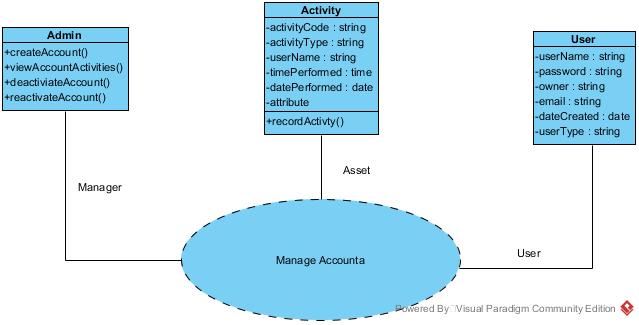 Admin
+createAccount()
+viewAccountActivities()
+deactiviateAccount()
+reactivateAccount()
Activity
-activityCode : string
-activityType : string
-userName : string
-timePerformed : time
-datePerformed : date
-attribute
+recordActivty()
User
-userName : string
-password : string
-owner : string
-email : string
-dateCreated : date
-userType : string
Manager
Asset
User
Manage Accounta
Powered By Visual Paradigm Community Edition